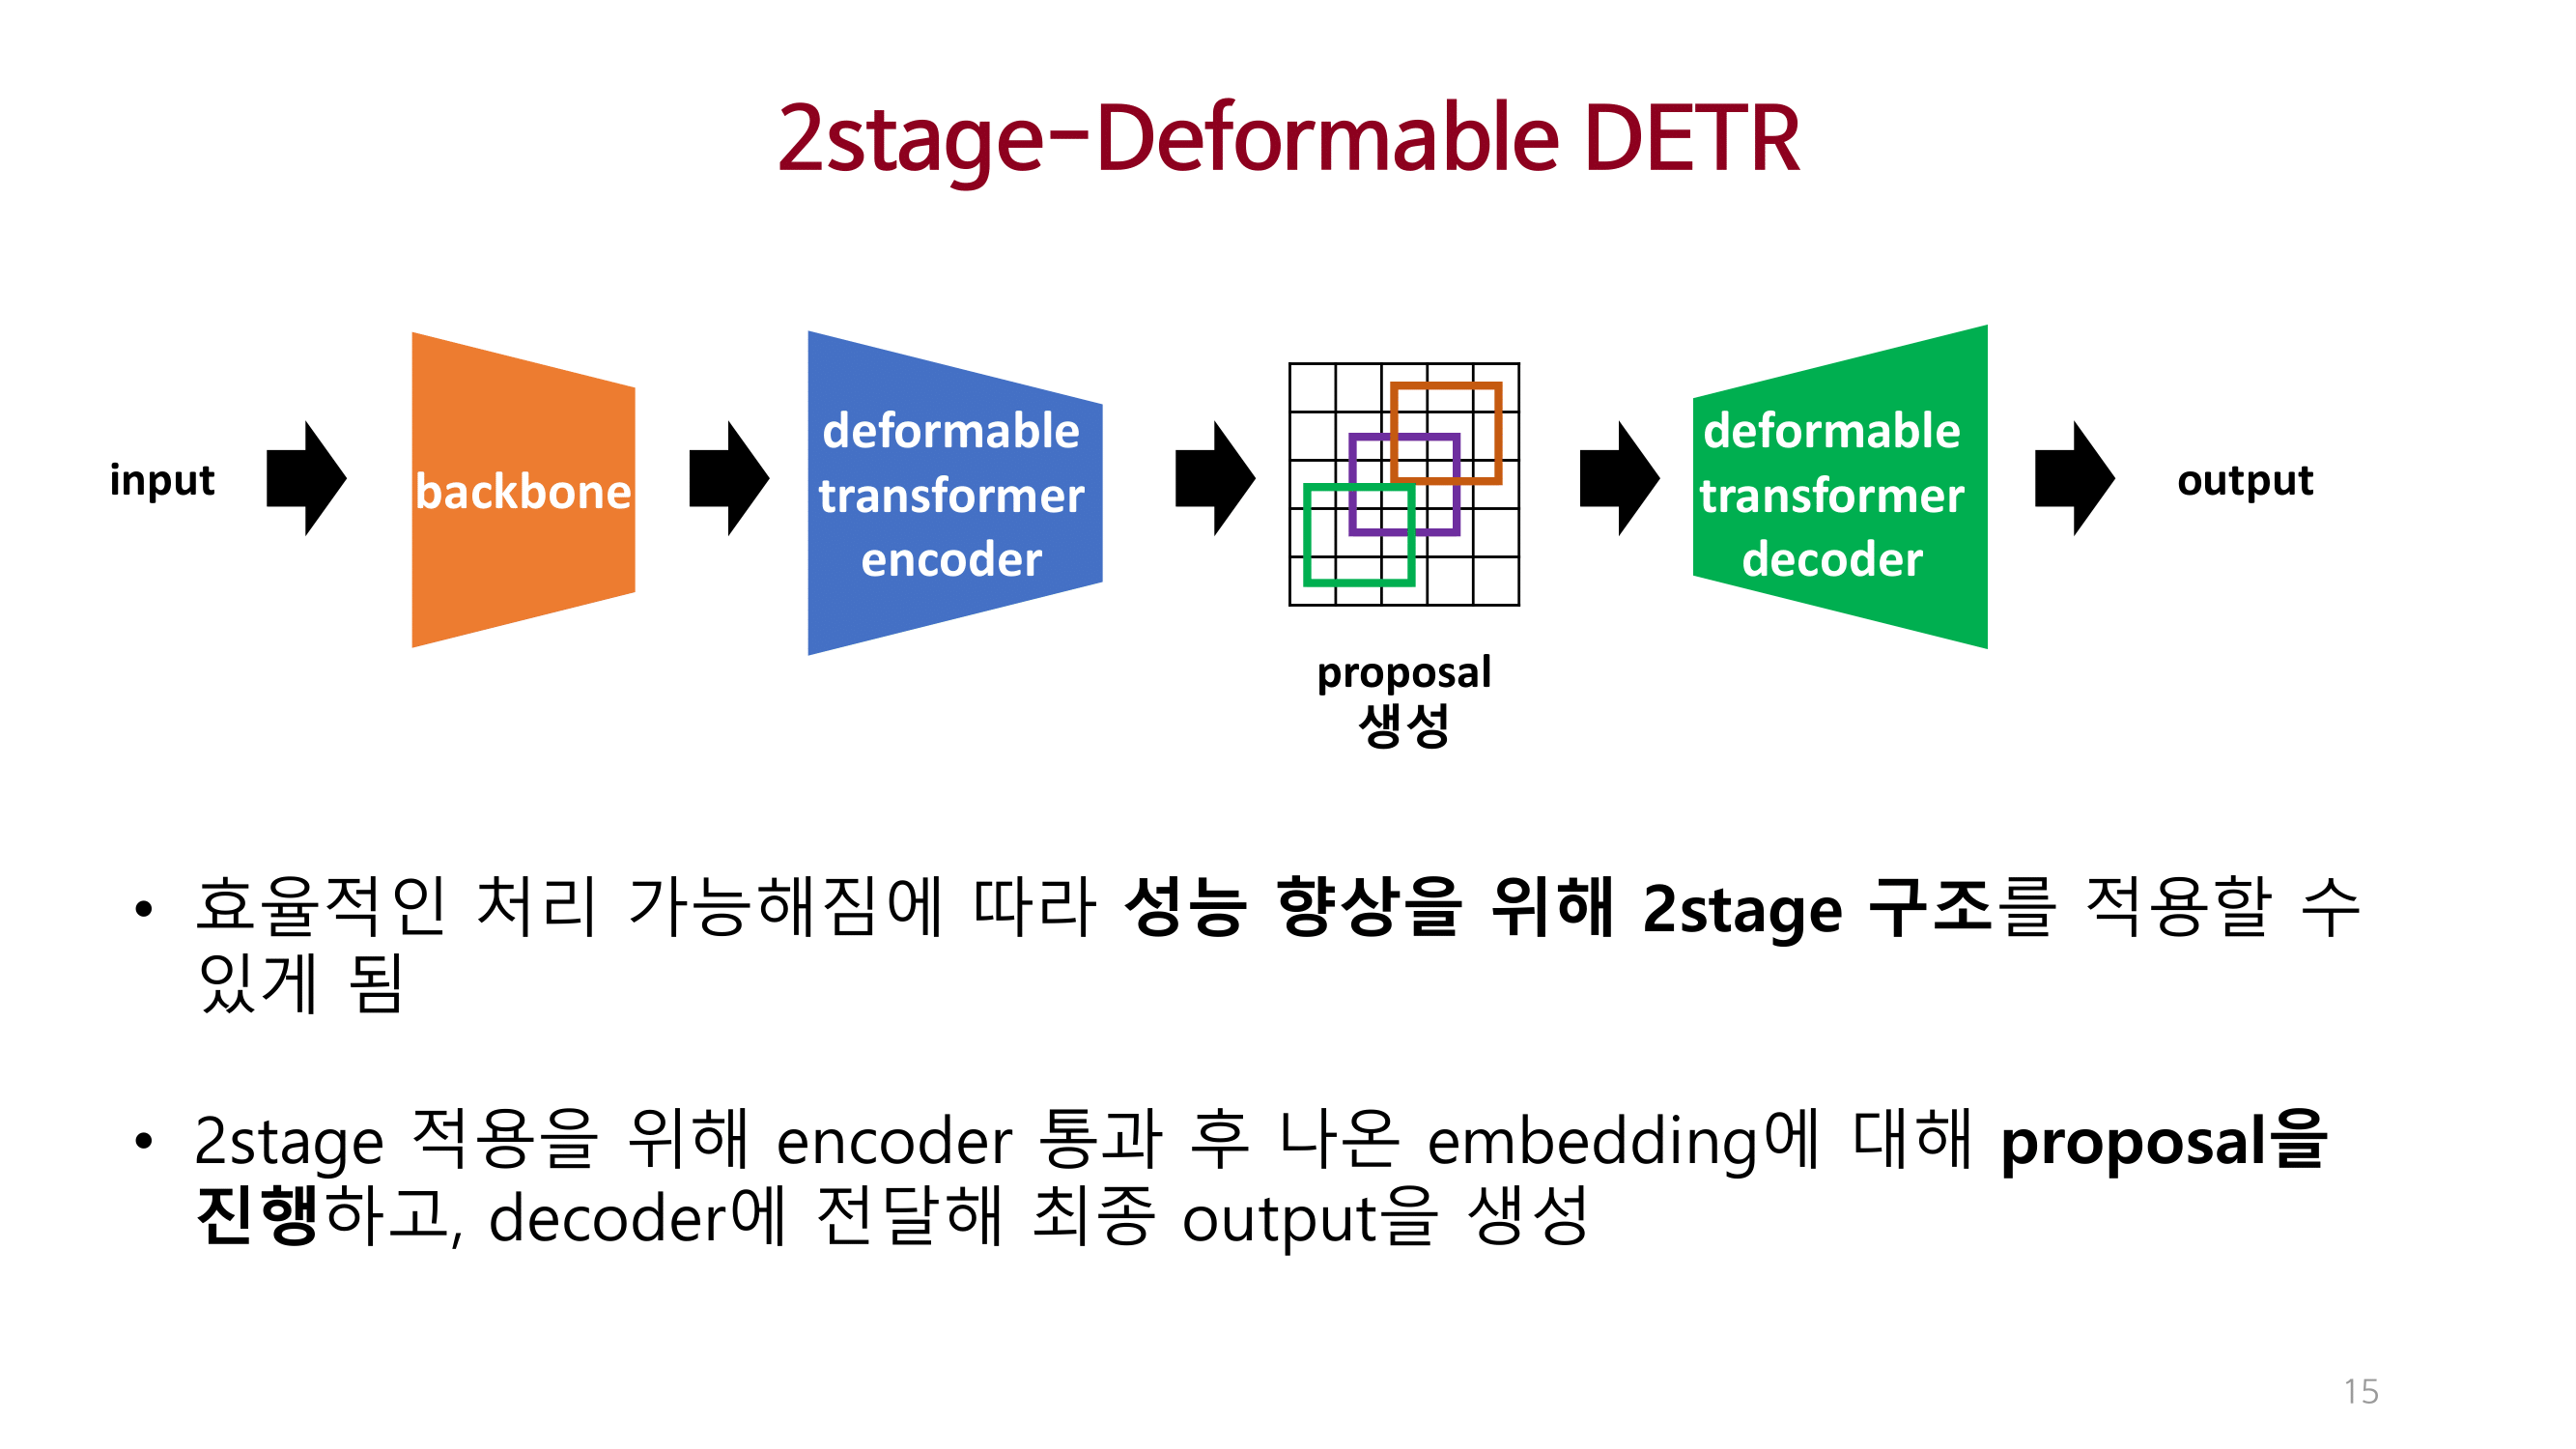 2stage-Deformable DETR
input
backbone
deformable
transformer
encoder
proposal
생성
deformable
transformer
decoder
output
• 효율적인 처리 가능해짐에 따라 성능 향상을 위해 2stage 구조를 적용할 수
있게 됨
• 2stage 적용을 위해 encoder 통과 후 나온 embedding에 대해 proposal을
진행하고, decoder에 전달해 최종 output을 생성
15